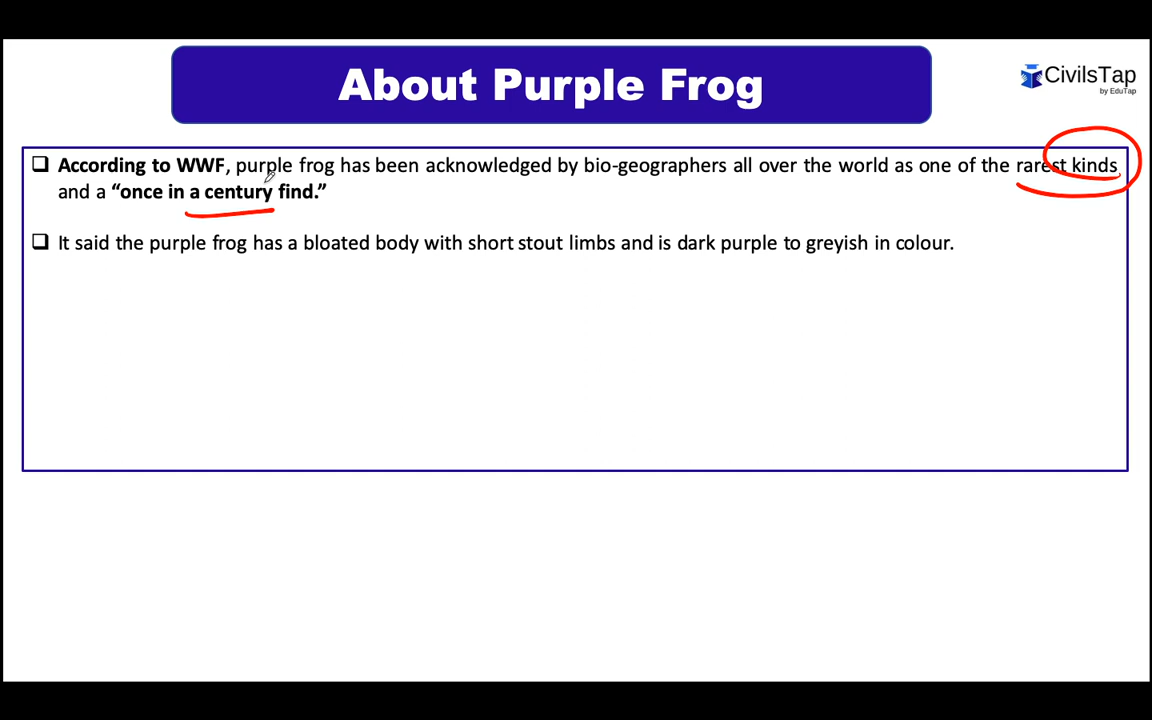 About Purple Frog
CivilsTap
by EduTap
❑ According to WWF, purple frog has been acknowledged by bio-geographers all over the world as one of the rarest kinds
and a “once in a century find.”
❑ It said the purple frog has a bloated body with short stout limbs and is dark purple to greyish in colour.